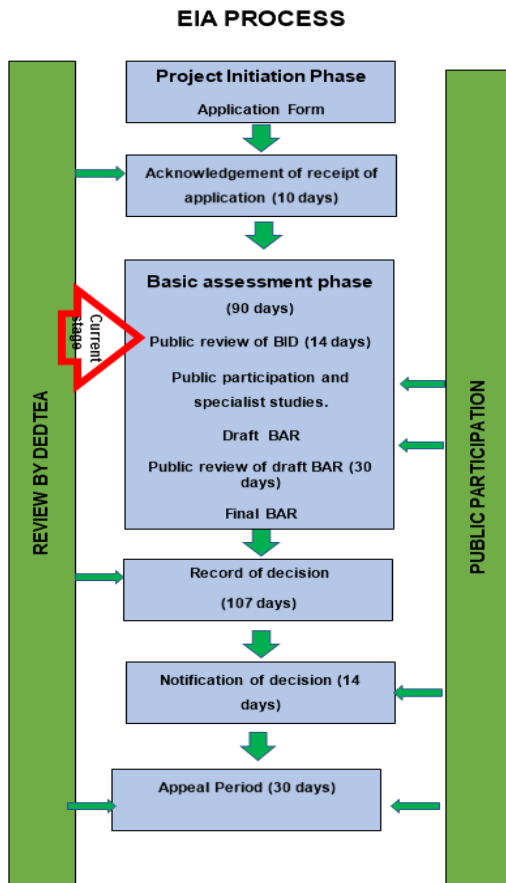 EIA PROCESS
Project Initiation Phase
Application Form
Acknowledgement of receipt of
application (10 days)
Basic assessment phase
(90 days)
Public review of BID (14 days)
Public participation and
specialist studies.
Draft BAR
Public review of draft BAR (30
days)
Final BAR
Current
stage
Record of decision
(107 days)
Notification of decision (14
days)
Appeal Period (30 days)
REVIEW BY DEDTEA
PUBLIC PARTICIPATION